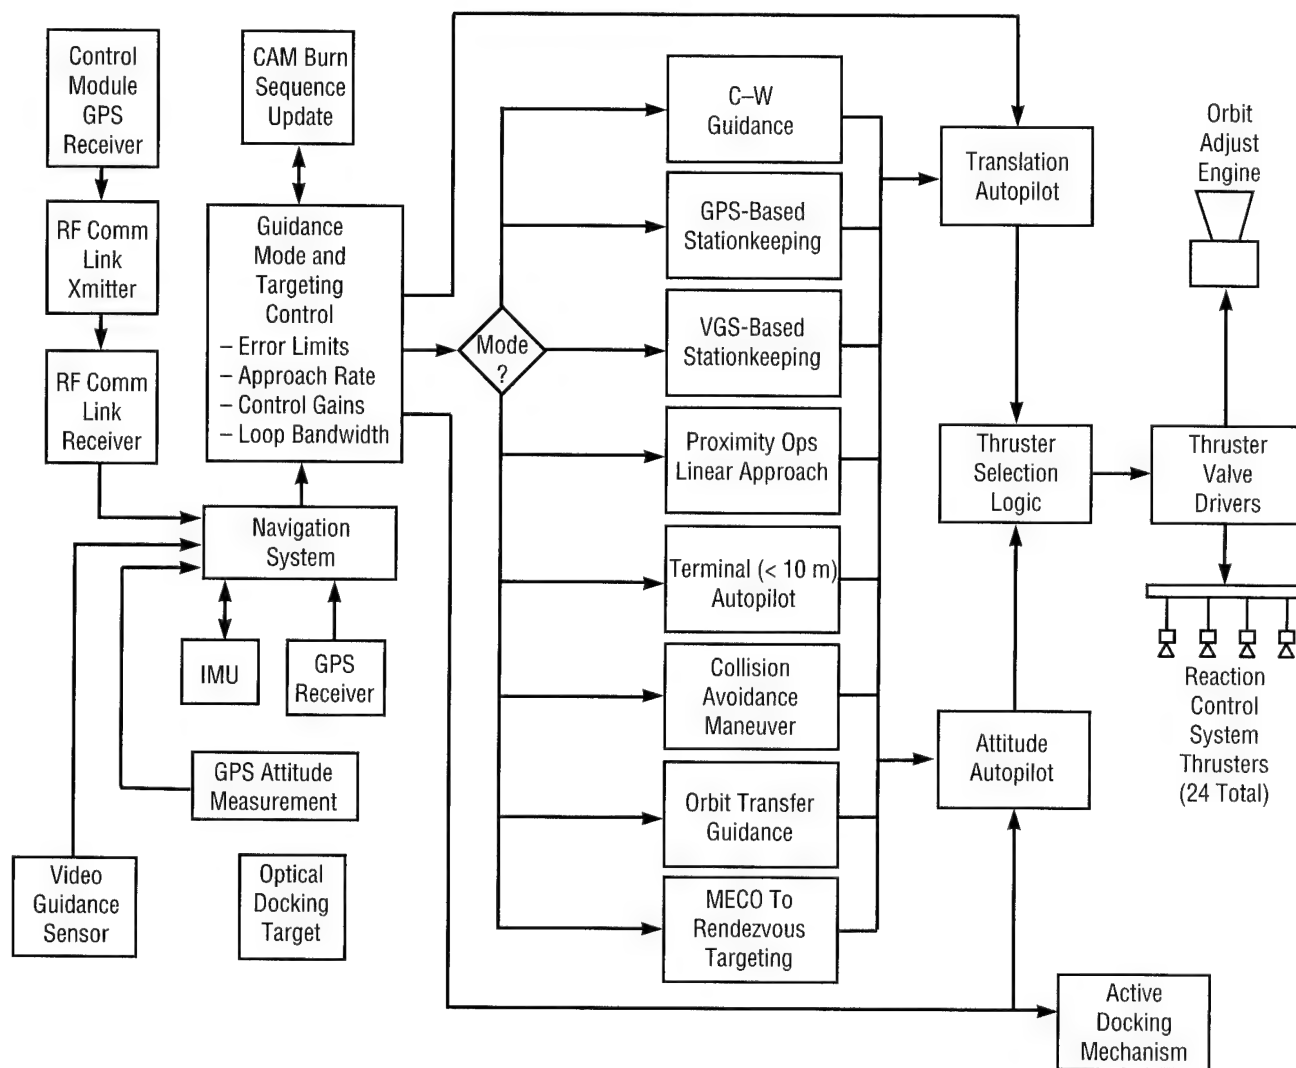 Control
Module
GPS
Receiver
RF Comm
Link
Xmitter
RF Comm
Link
Receiver
CAM Burn
Sequence
Update
Guidance
Mode and
Targeting
Control
– Error Limits
– Approach Rate
– Control Gains
– Loop Bandwidth
Navigation
System
IMU
GPS
Receiver
GPS Attitude
Measurement
Video
Guidance
Sensor
Optical
Docking
Target
Mode
?
C–W
Guidance
GPS-Based
Stationkeeping
VGS-Based
Stationkeeping
Proximity Ops
Linear Approach
Terminal (< 10 m)
Autopilot
Collision
Avoidance
Maneuver
Orbit Transfer
Guidance
MECO To
Rendezvous
Targeting
Translation
Autopilot
Thruster
Selection
Logic
Attitude
Autopilot
Active
Docking
Mechanism
Orbit
Adjust
Engine
Thruster
Valve
Drivers
Reaction
Control
System
Thrusters
(24 Total)